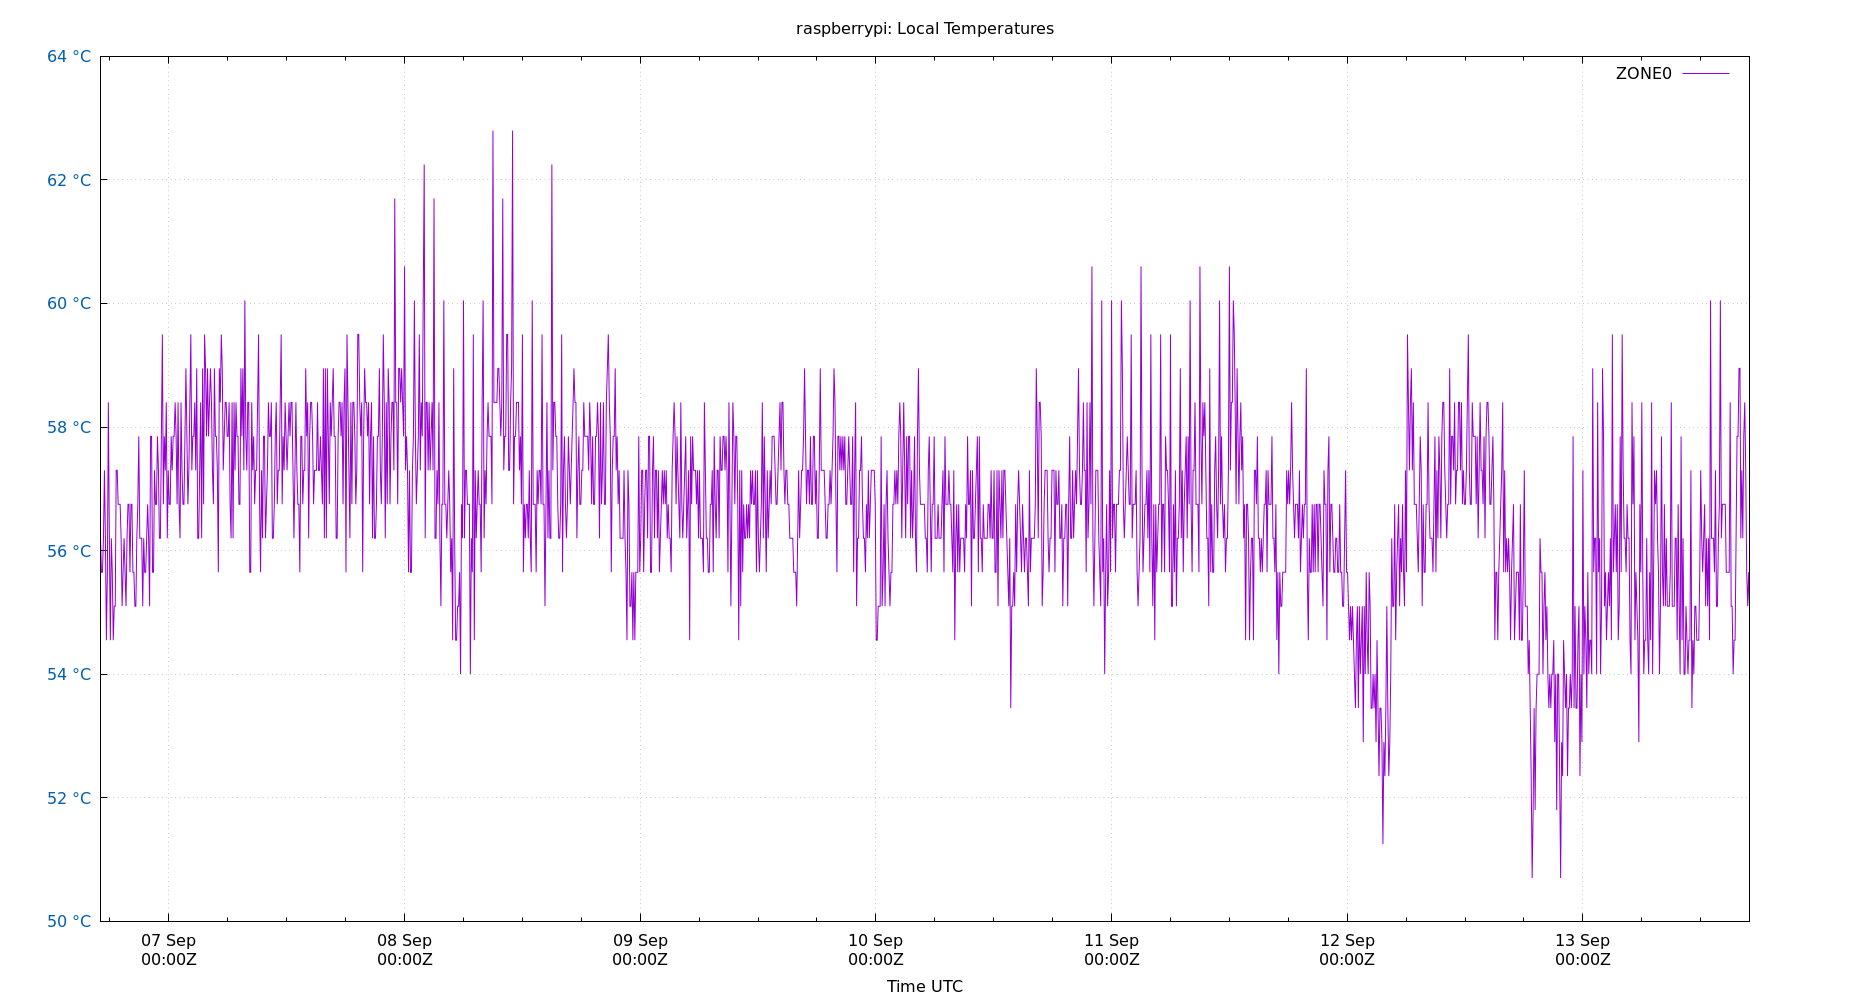 raspberrypi: Local Temperatures
64 °C
ZONE0
62 °C
60 °C
58 °C
56 °C
54 °C
52 °C
50 °C
07 Sep 08 Sep 09 Sep 10 Sep 11 Sep 12 Sep 13 Sep
00:00Z 00:00Z 00:00Z 00:00Z 00:00Z 00:00Z 00:00Z
Time UTC